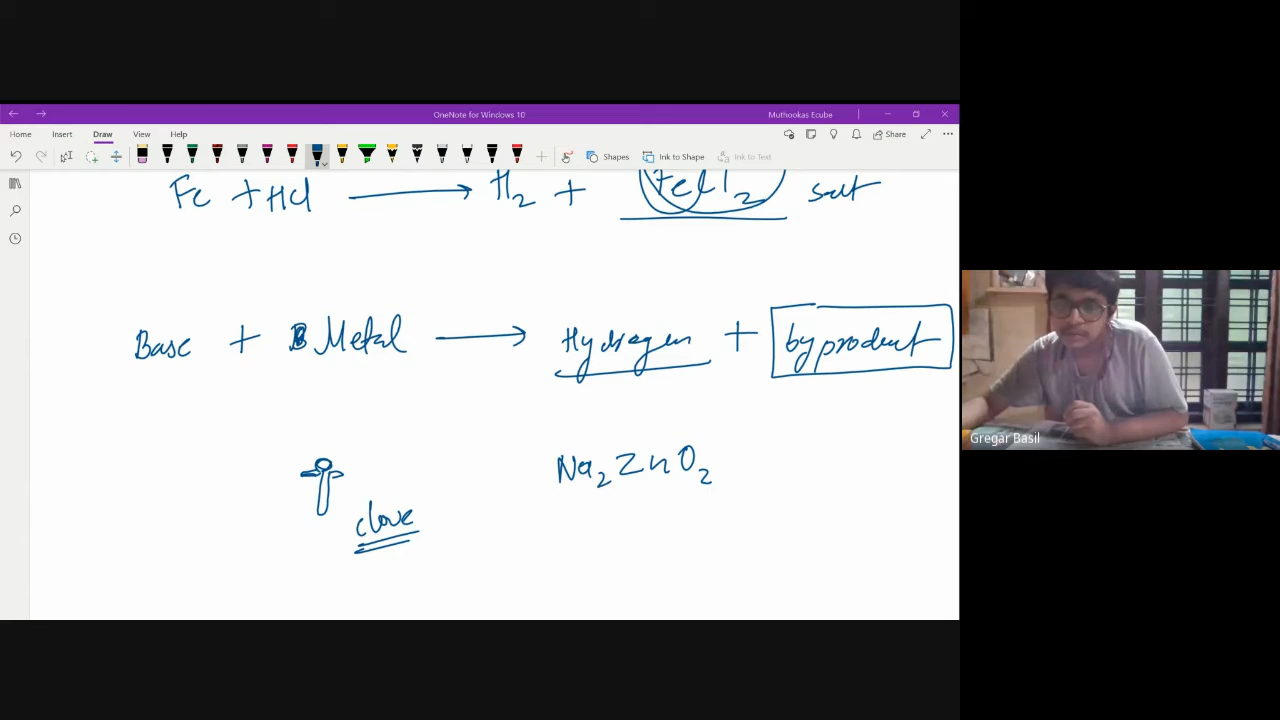 OneNote for Windows 10
Muthookas Ecube
Home Insert Draw View Help
Shapes Ink to Shape Ink to Text Share
Fe + HCl → H2 + FeCl2 salt
Base + B Metal → Hydrogen + byproduct
Na2ZnO2
clove
Gregar Basil